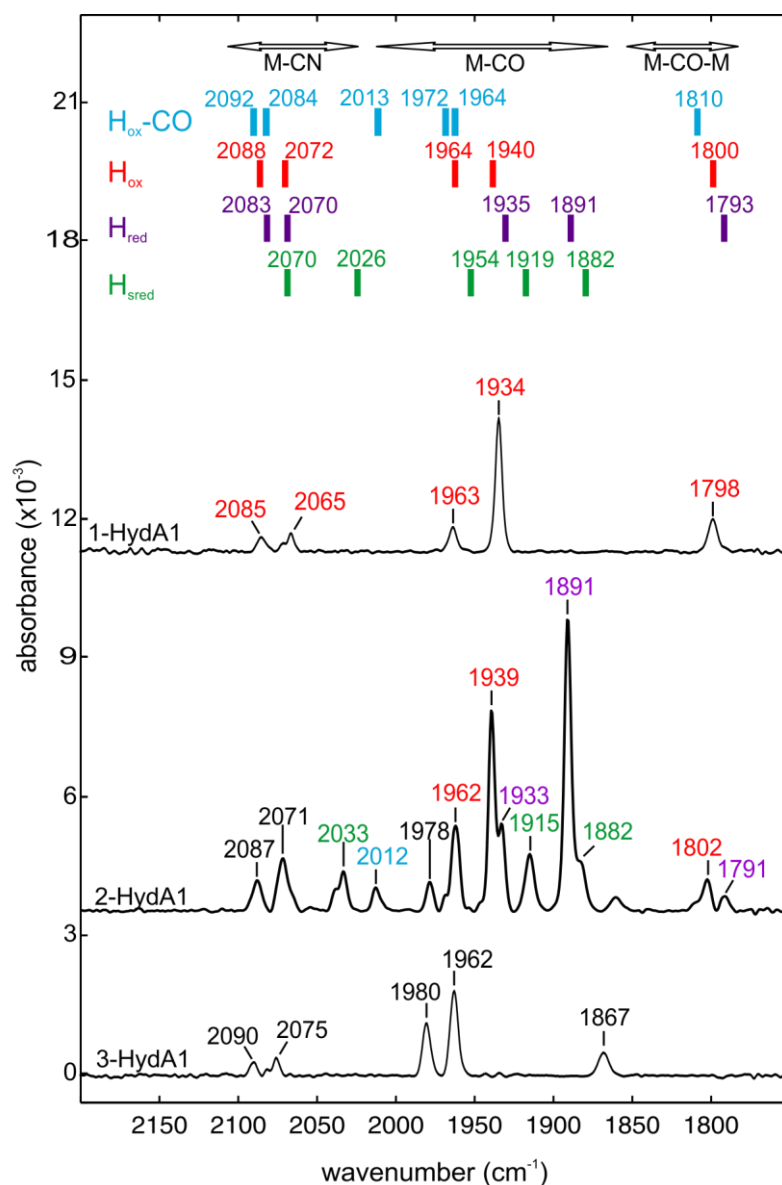 M-CN M-CO M-CO-M
21
2092 2084 2013 1972 1964 1810
Hox-CO
2088 2072 1964 1940 1800
Hox
2083 2070 1935 1891 1793
Hred
18
2070 2026 1954 1919 1882
Hsred
15
1934
2085 2065 1963 1798
12
1-HydA1
1891
9
1939
6
2087 2071 2033 2012 1978 1962 1933 1915 1882 1802 1791
2-HydA1
3
1980 1962
2090 2075 1867
3-HydA1
0
2150 2100 2050 2000 1950 1900 1850 1800
wavenumber (cm⁻¹)
absorbance (x10⁻³)